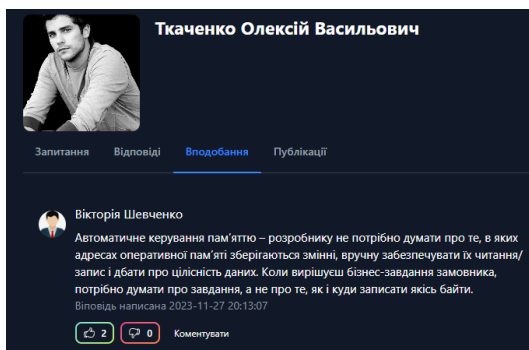 Ткаченко Олексій Васильович
Запитання Відповіді Вподобання Публікації
Вікторія Шевченко
Автоматичне керування пам’яттю – розробнику не потрібно думати про те, в яких
адресах оперативної пам’яті зберігаються змінні, вручну забезпечувати їх читання/
запис і дбати про цілісність даних. Коли вирішуєш бізнес-завдання замовника,
потрібно думати про завдання, а не про те, як і куди записати якісь байти.
Віповідь написана 2023-11-27 20:13:07
2 0 Коментувати